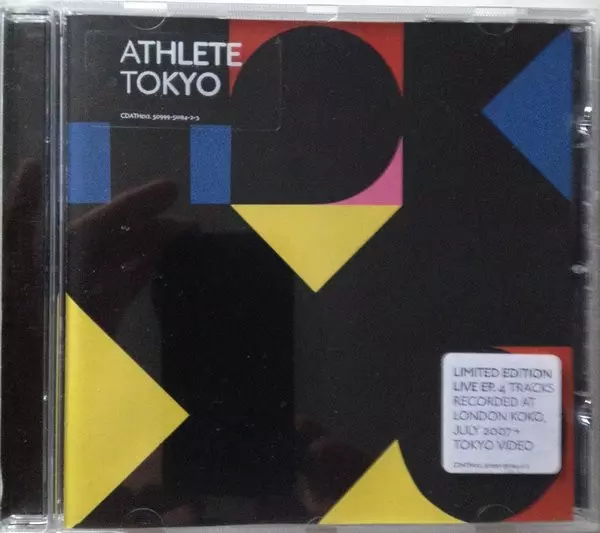 ATHLETE
TOKYO
LIMITED EDITION
LIVE EP. 4 TRACKS
RECORDED AT
LONDON KOKO,
JULY 2007 +
TOKYO VIDEO